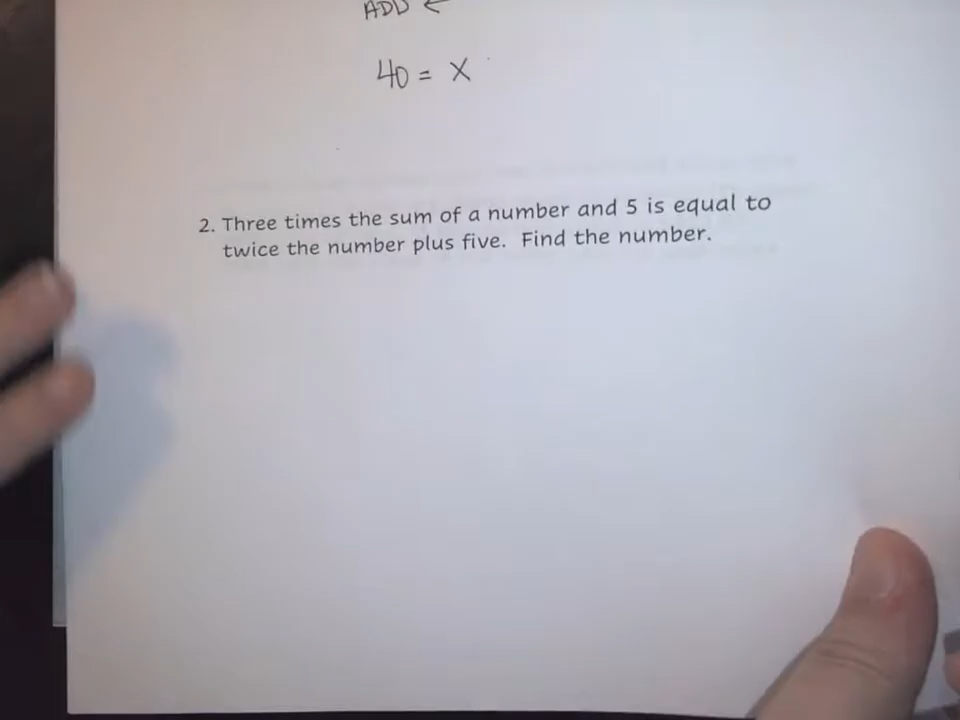 ADD ←
40 = X
2. Three times the sum of a number and 5 is equal to
twice the number plus five. Find the number.